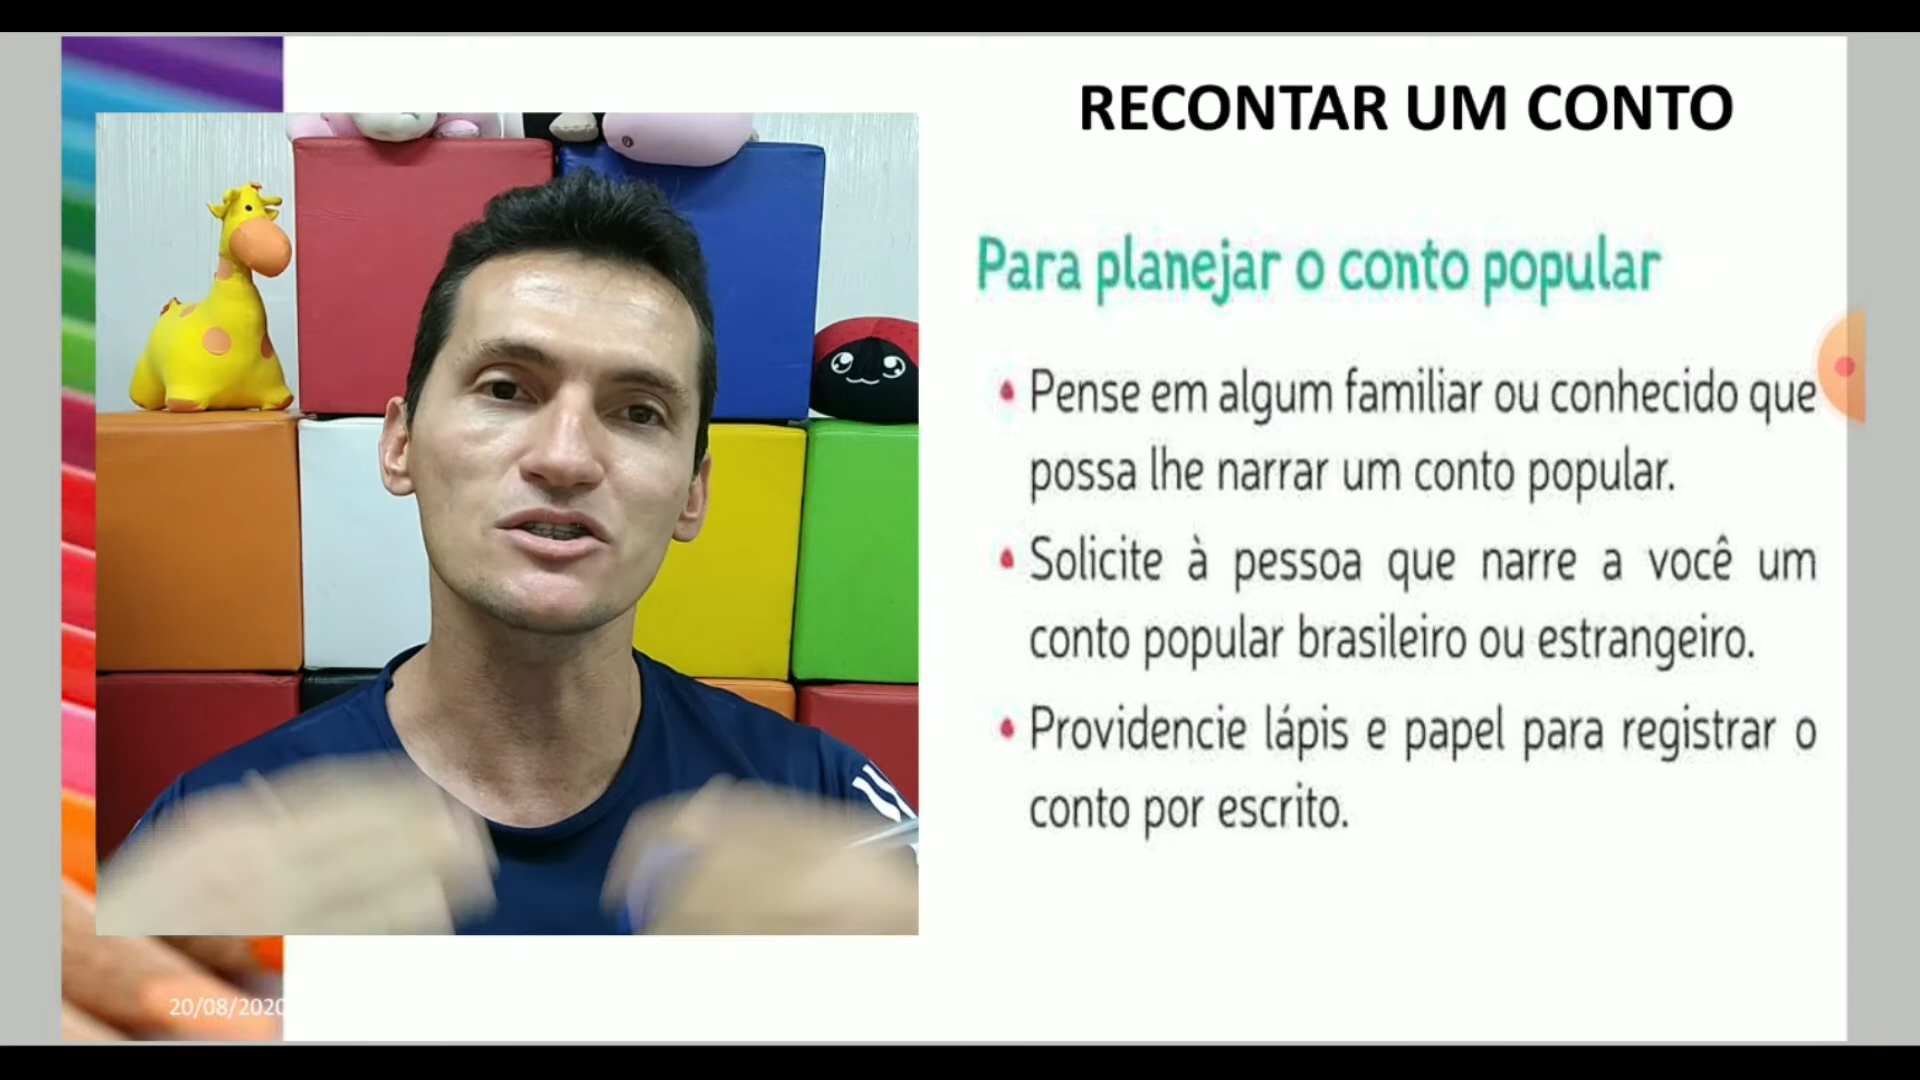 RECONTAR UM CONTO
Para planejar o conto popular
• Pense em algum familiar ou conhecido que
possa lhe narrar um conto popular.
• Solicite à pessoa que narre a você um
conto popular brasileiro ou estrangeiro.
• Providencie lápis e papel para registrar o
conto por escrito.
20/08/2020